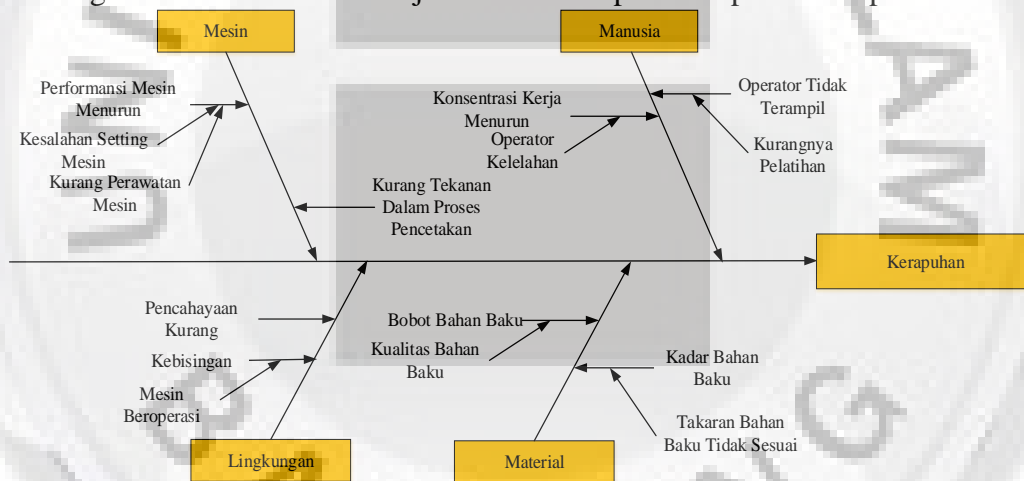 Mesin
Manusia
Performansi Mesin
Menurun
Kesalahan Setting
Mesin
Kurang Perawatan
Mesin
Kurang Tekanan
Dalam Proses
Pencetakan
Konsentrasi Kerja
Menurun
Operator
Kelelahan
Operator Tidak
Terampil
Kurangnya
Pelatihan
Kerapuhan
Pencahayaan
Kurang
Kebisingan
Mesin
Beroperasi
Bobot Bahan Baku
Kualitas Bahan
Baku
Kadar Bahan
Baku
Takaran Bahan
Baku Tidak Sesuai
Lingkungan
Material